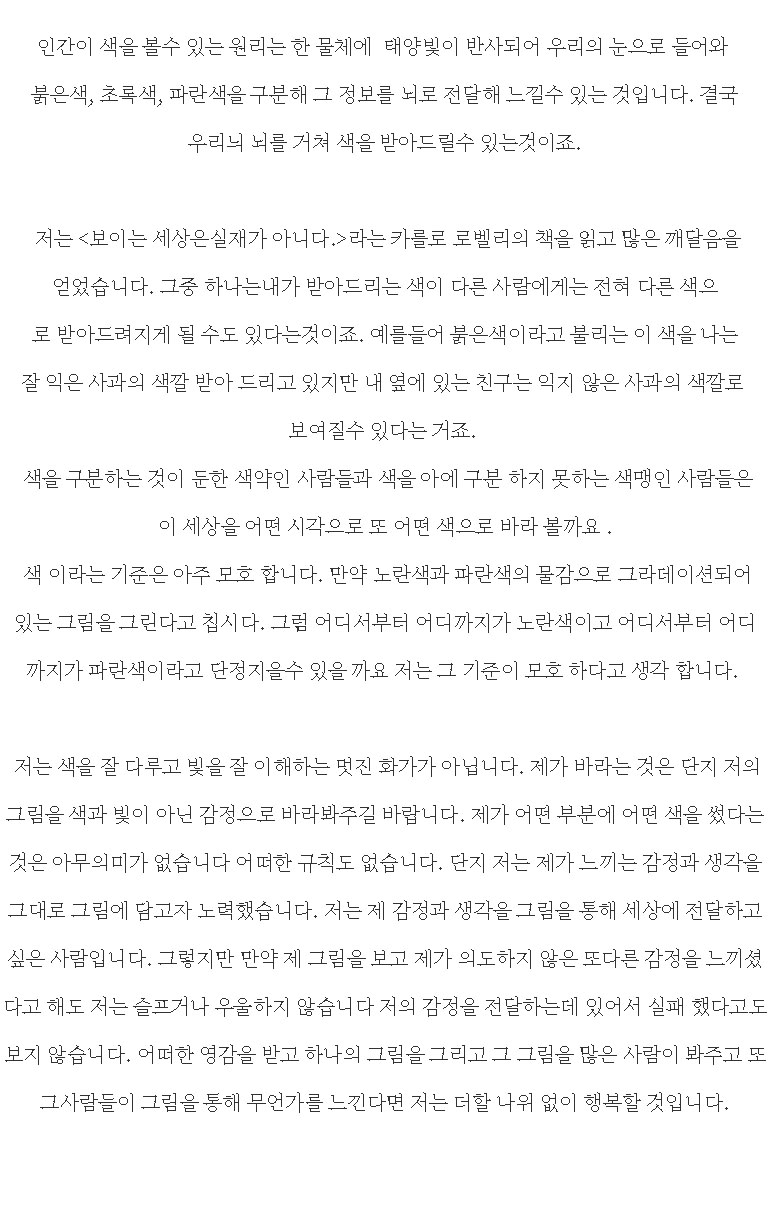 인간이 색을 볼수 있는 원리는 한 물체에  태양빛이 반사되어 우리의 눈으로 들어와
붉은색, 초록색, 파란색을 구분해 그 정보를 뇌로 전달해 느낄수 있는 것입니다. 결국
우리늬 뇌를 거쳐 색을 받아드릴수 있는것이죠.
저는 <보이는 세상은실재가 아니다.>라는 카를로 로벨리의 책을 읽고 많은 깨달음을
얻었습니다. 그중 하나는내가 받아드리는 색이 다른 사람에게는 전혀 다른 색으
로 받아드려지게 될 수도 있다는것이죠. 예를들어 붉은색이라고 불리는 이 색을 나는
잘 익은 사과의 색깔 받아 드리고 있지만 내 옆에 있는 친구는 익지 않은 사과의 색깔로
보여질수 있다는 거죠.
색을 구분하는 것이 둔한 색약인 사람들과 색을 아에 구분 하지 못하는 색맹인 사람들은
이 세상을 어떤 시각으로 또 어떤 색으로 바라 볼까요 .
색 이라는 기준은 아주 모호 합니다. 만약 노란색과 파란색의 물감으로 그라데이션되어
있는 그림을 그린다고 칩시다. 그럼 어디서부터 어디까지가 노란색이고 어디서부터 어디
까지가 파란색이라고 단정지을수 있을 까요 저는 그 기준이 모호 하다고 생각 합니다.
저는 색을 잘 다루고 빛을 잘 이해하는 멋진 화가가 아닙니다. 제가 바라는 것은 단지 저의
그림을 색과 빛이 아닌 감정으로 바라봐주길 바랍니다. 제가 어떤 부분에 어떤 색을 썼다는
것은 아무의미가 없습니다 어떠한 규칙도 없습니다. 단지 저는 제가 느끼는 감정과 생각을
그대로 그림에 담고자 노력했습니다. 저는 제 감정과 생각을 그림을 통해 세상에 전달하고
싶은 사람입니다. 그렇지만 만약 제 그림을 보고 제가 의도하지 않은 또다른 감정을 느끼셨
다고 해도 저는 슬프거나 우울하지 않습니다 저의 감정을 전달하는데 있어서 실패 했다고도
보지 않습니다. 어떠한 영감을 받고 하나의 그림을 그리고 그 그림을 많은 사람이 봐주고 또
그사람들이 그림을 통해 무언가를 느낀다면 저는 더할 나위 없이 행복할 것입니다.